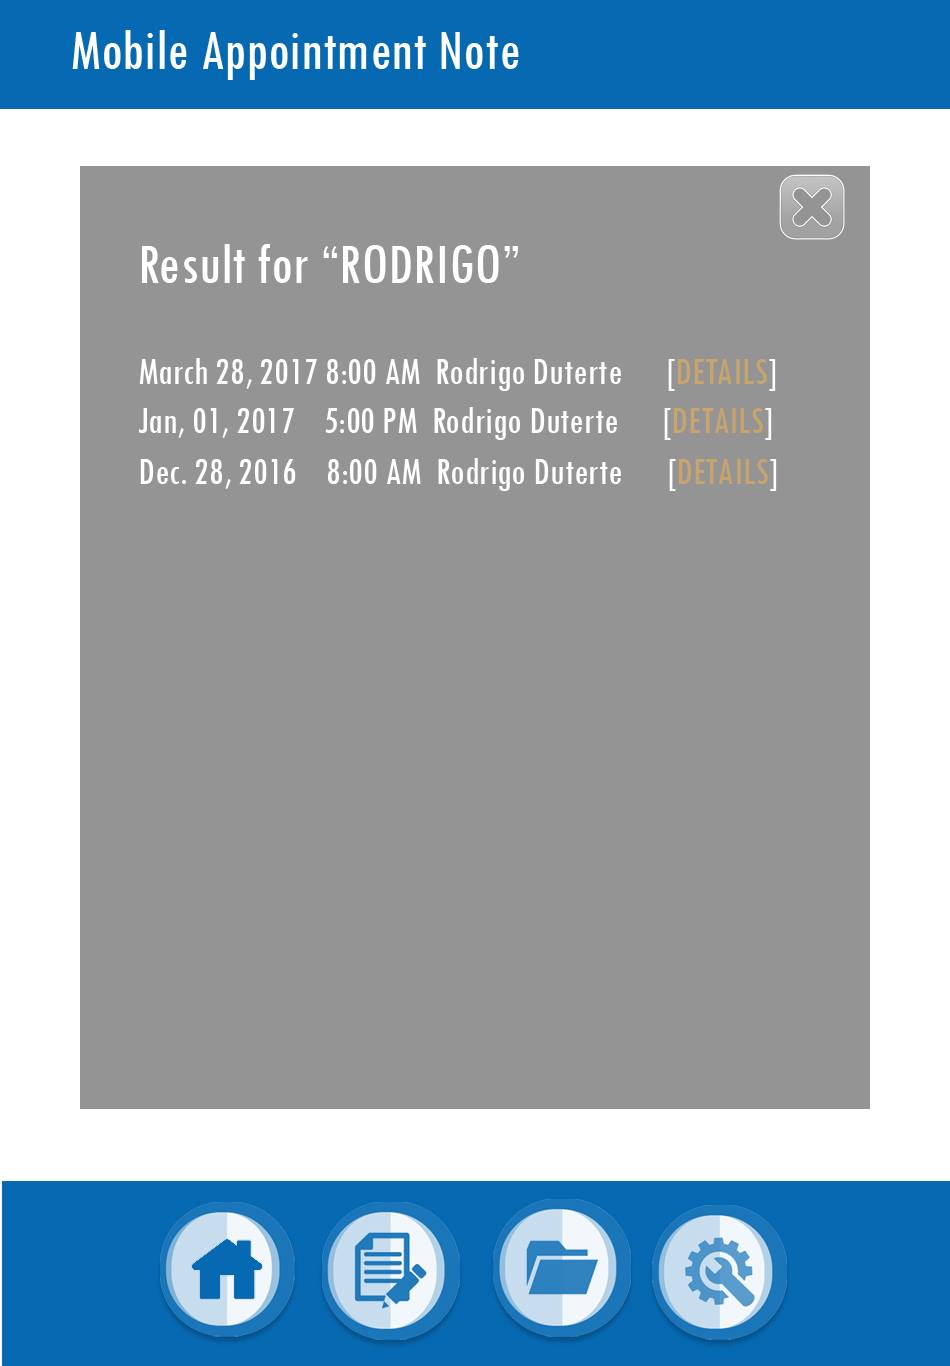 Mobile Appointment Note
Result for “RODRIGO”
March 28, 2017 8:00 AM Rodrigo Duterte [DETAILS]
Jan, 01, 2017 5:00 PM Rodrigo Duterte [DETAILS]
Dec. 28, 2016 8:00 AM Rodrigo Duterte [DETAILS]